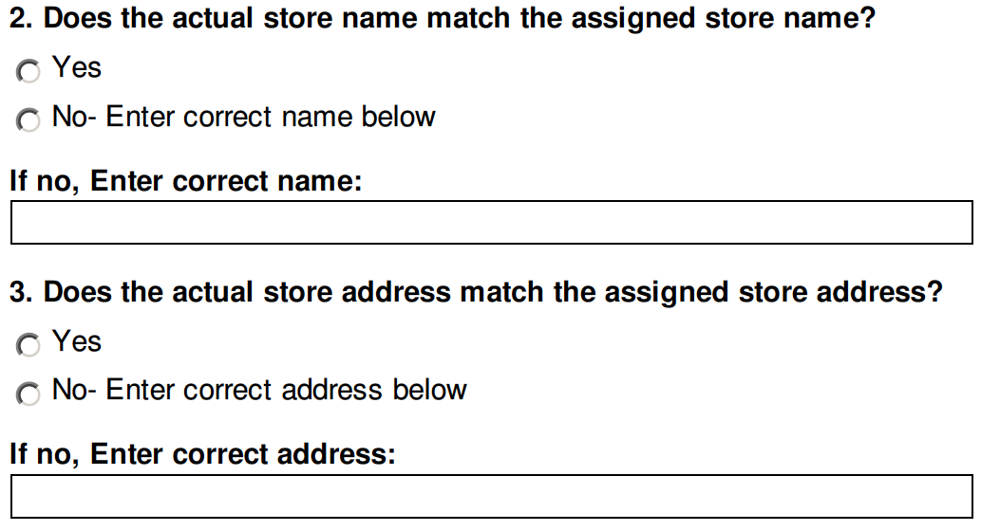 2. Does the actual store name match the assigned store name?
Yes
No- Enter correct name below
If no, Enter correct name:
3. Does the actual store address match the assigned store address?
Yes
No- Enter correct address below
If no, Enter correct address: